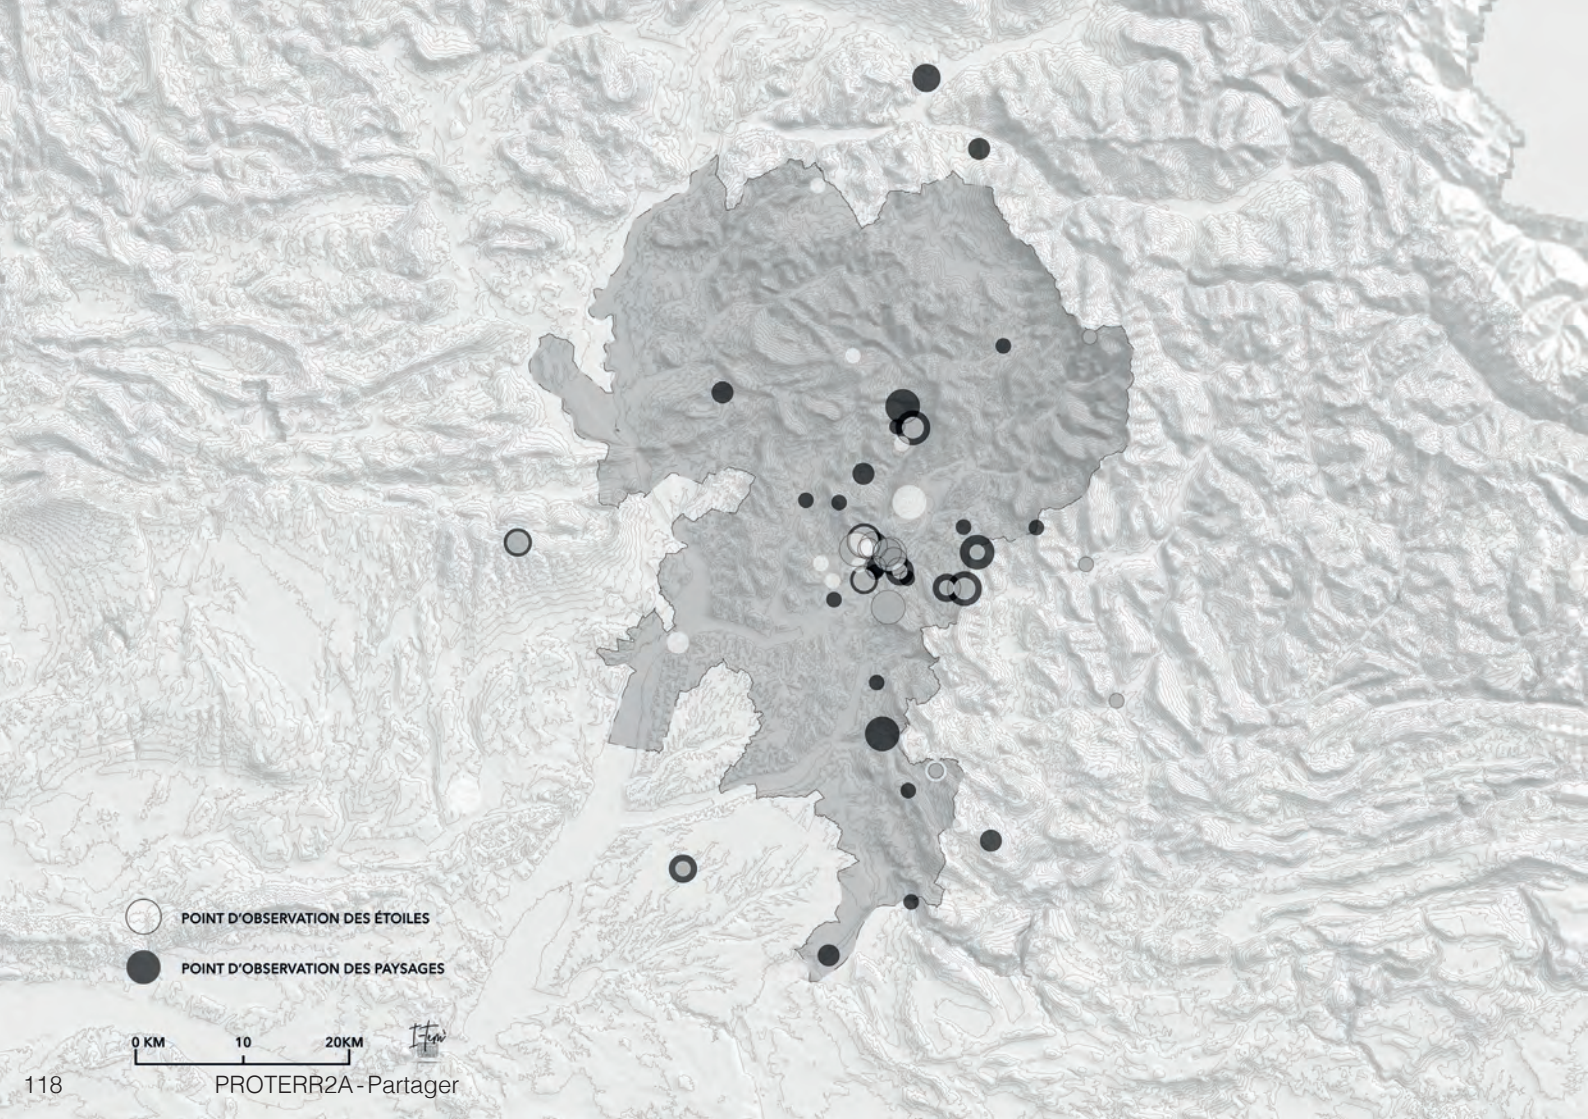 POINT D'OBSERVATION DES ÉTOILES
POINT D'OBSERVATION DES PAYSAGES
0 KM 10 20KM
118 PROTERR2A - Partager